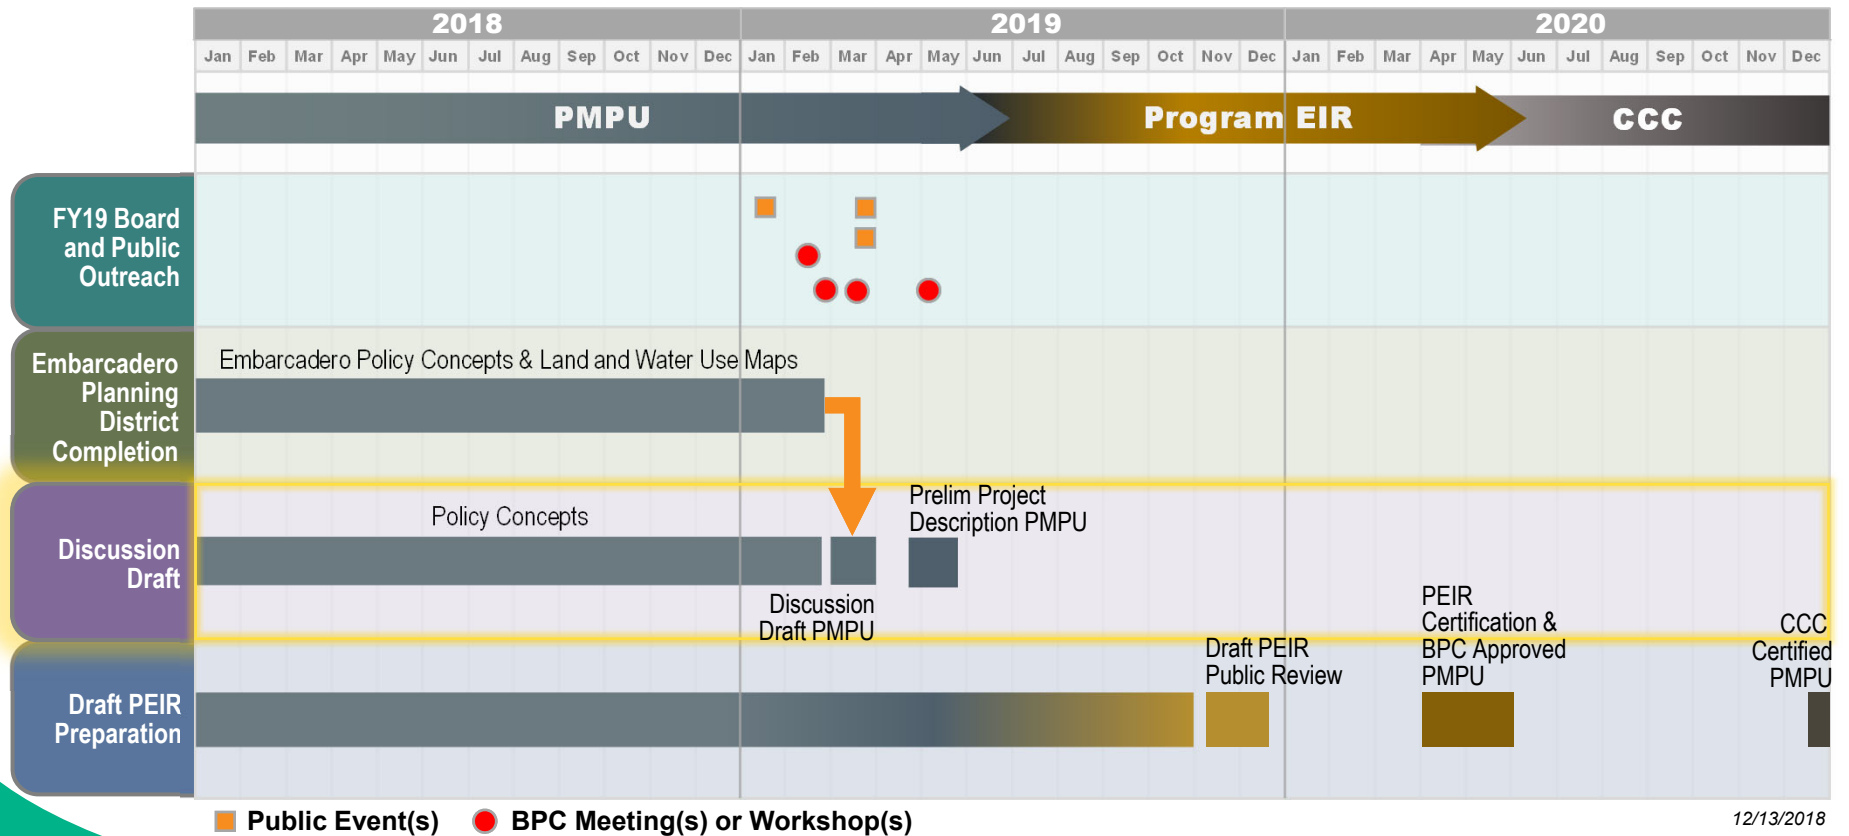 2018 2019 2020
Jan Feb Mar Apr May Jun Jul Aug Sep Oct Nov Dec Jan Feb Mar Apr May Jun Jul Aug Sep Oct Nov Dec Jan Feb Mar Apr May Jun Jul Aug Sep Oct Nov Dec
PMPU Program EIR CCC
FY19 Board
and Public
Outreach
Embarcadero
Planning
District
Completion
Embarcadero Policy Concepts & Land and Water Use Maps
Discussion
Draft
Policy Concepts
Prelim Project
Description PMPU
Discussion
Draft PMPU
Draft PEIR
Preparation
Draft PEIR
Public Review
PEIR
Certification &
BPC Approved
PMPU
CCC
Certified
PMPU
Public Event(s) BPC Meeting(s) or Workshop(s)
12/13/2018